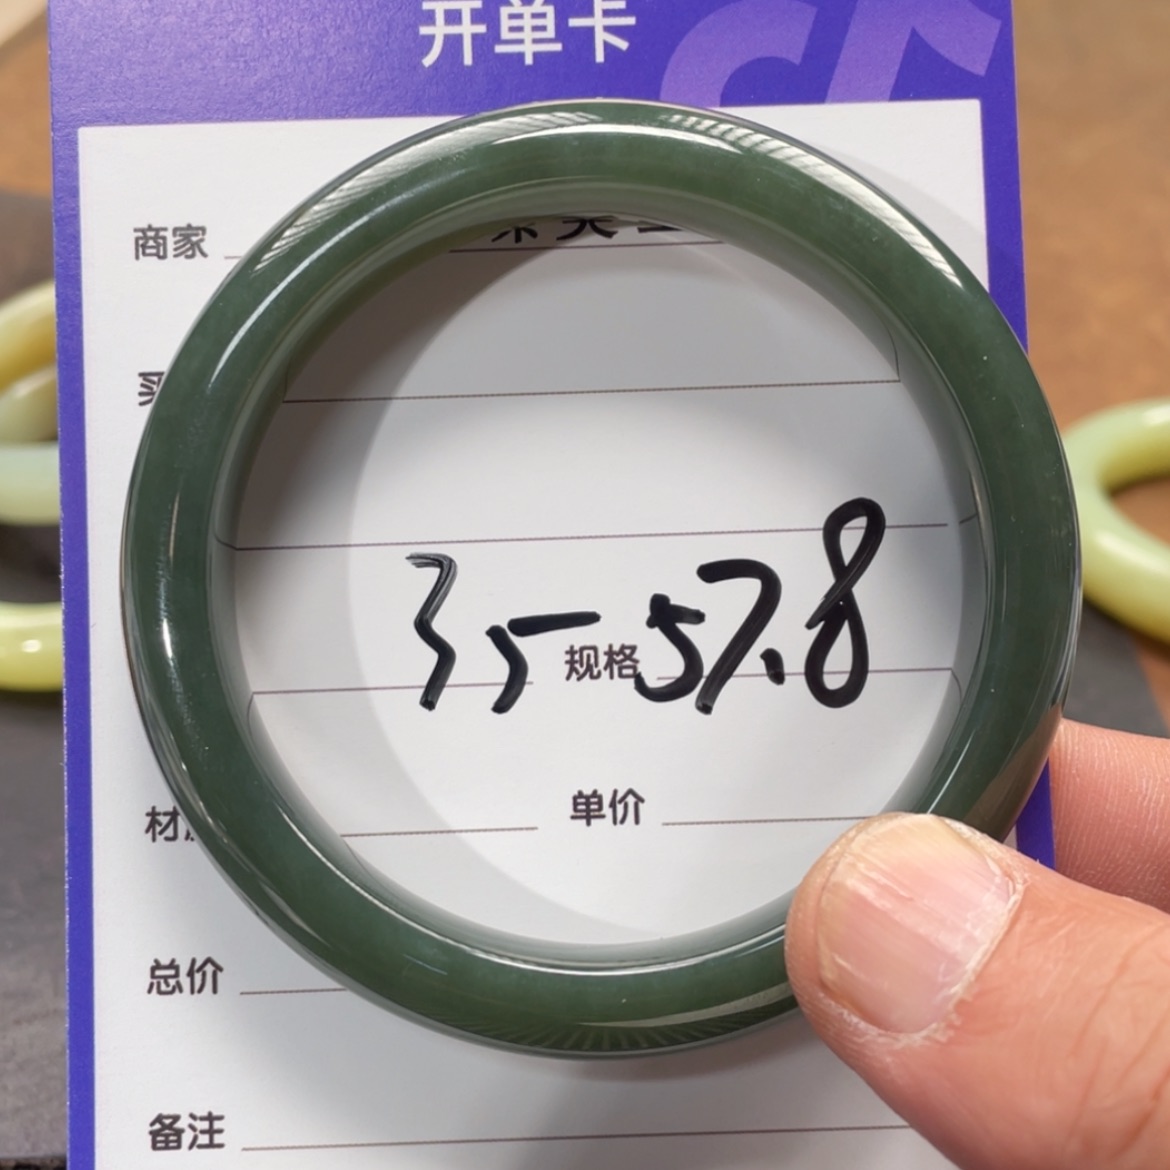 开单卡
商家
35-57.8
规格
单价
总价
备注